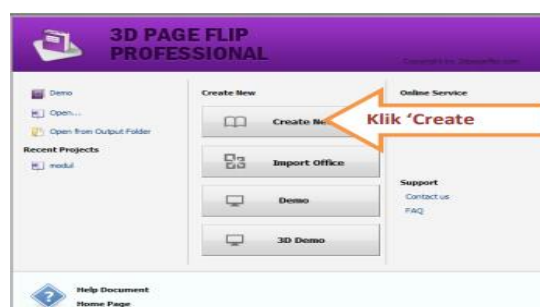 3D PAGE FLIP
PROFESSIONAL
Demo
Open...
Open from Output Folder
Recent Projects
modul
Create New
Create Ne
Import Office
Demo
3D Demo
Online Service
Klik ‘Create
Support
Contact us
FAQ
Help Document
Home Page